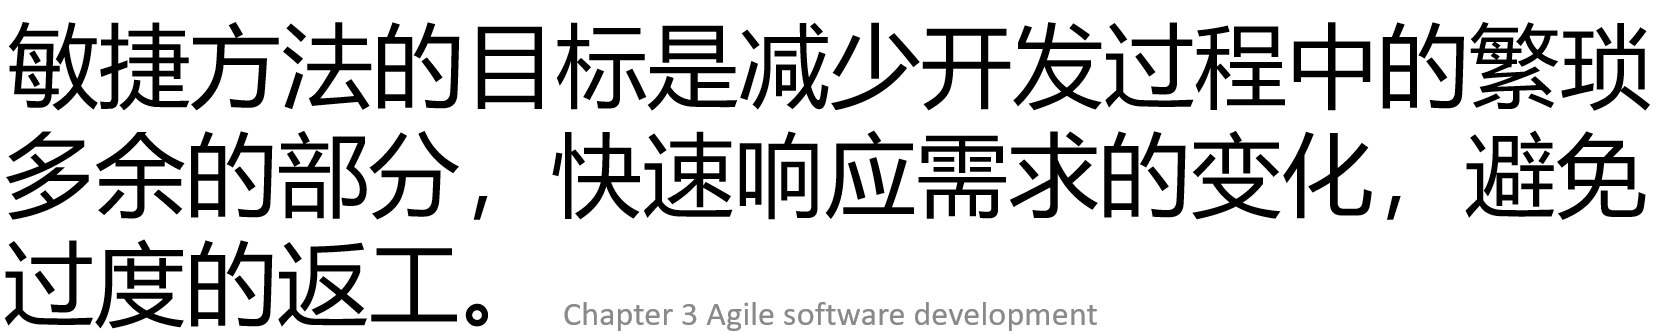 敏捷方法的目标是减少开发过程中的繁琐
多余的部分，快速响应需求的变化，避免
过度的返工。
Chapter 3 Agile software development